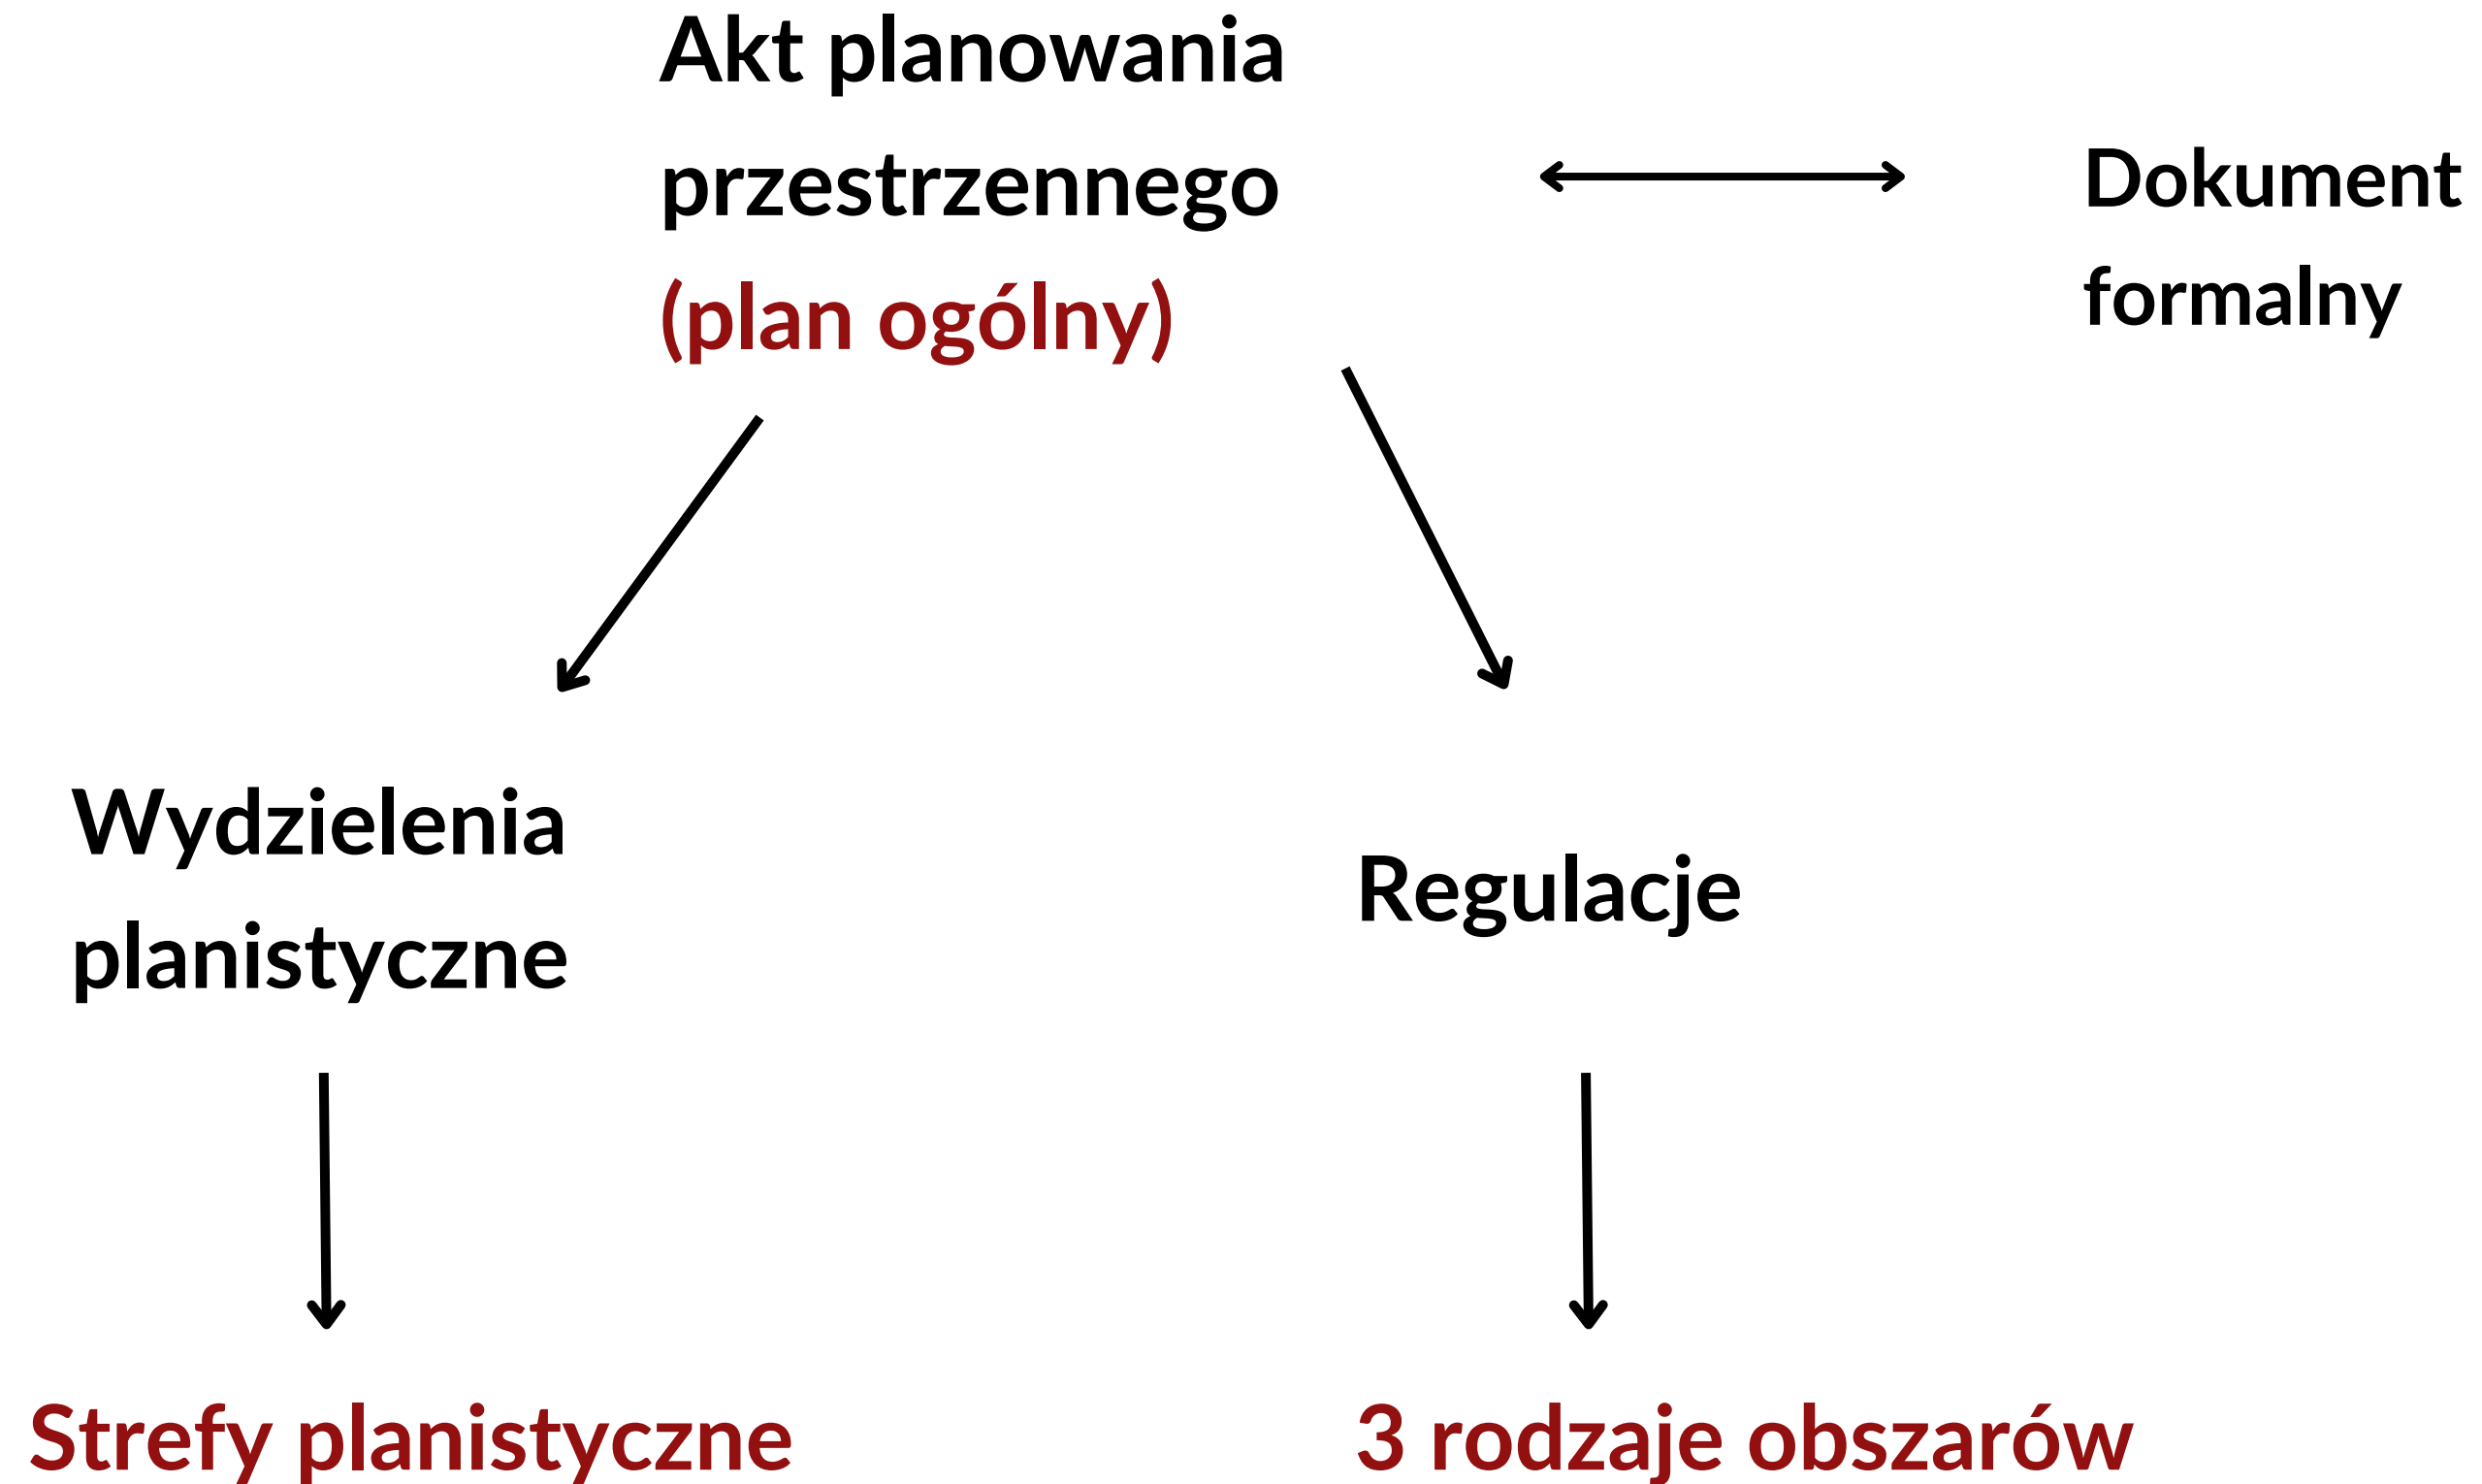 Akt planowania
przestrzennego
(plan ogólny)
Dokument
formalny
Wydzielenia
planistyczne
Regulacje
Strefy planistyczne
3 rodzaje obszarów